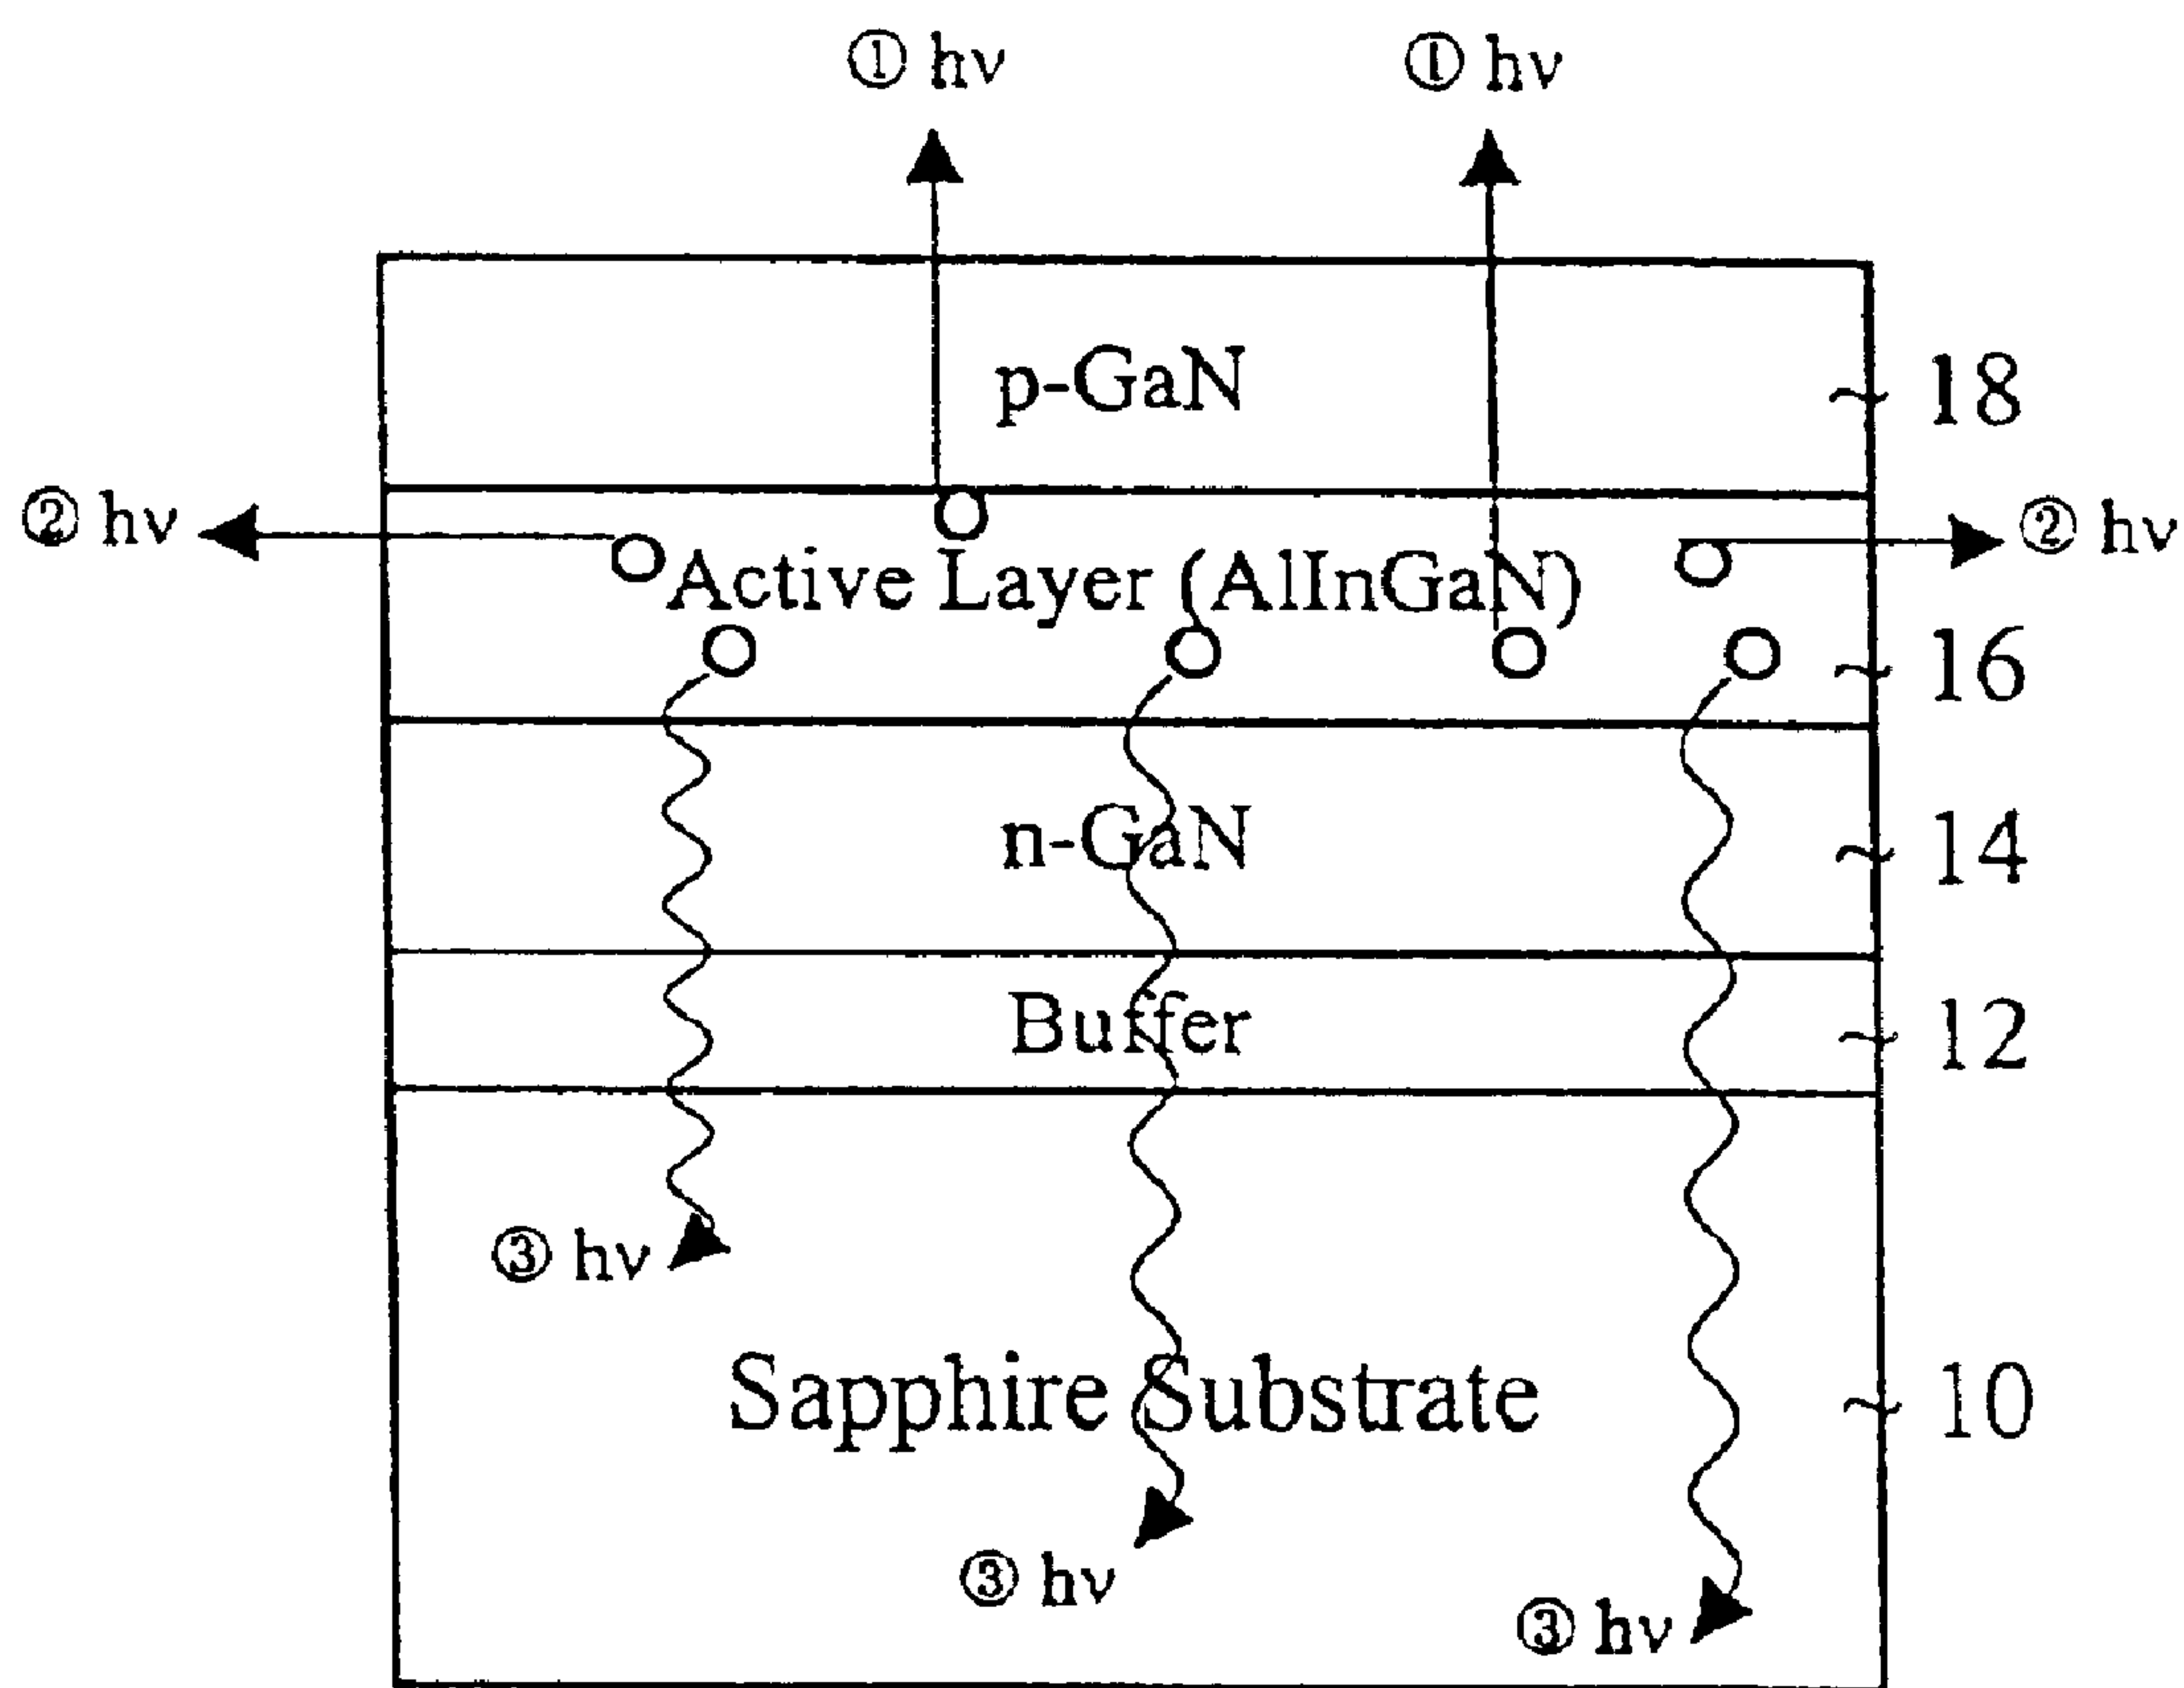 ① hν ① hν
p-GaN 18
② hν ② hν
Active Layer (AlInGaN)
16
n-GaN 14
Buffer 12
③ hν
Sapphire Substrate 10
③ hν
③ hν